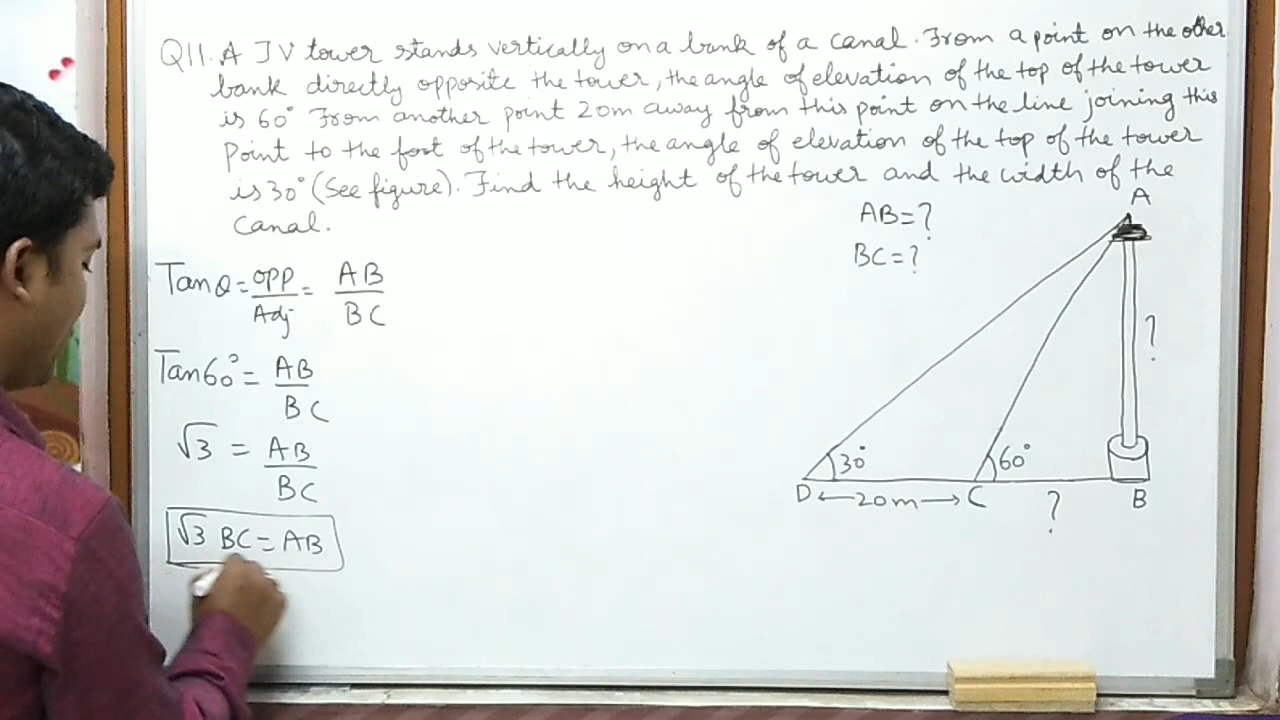 Q11. A TV tower stands vertically on a bank of a canal. From a point on the other
bank directly opposite the tower, the angle of elevation of the top of the tower
is 60° From another point 20m away from this point on the line joining this
point to the foot of the tower, the angle of elevation of the top of the tower
is 30° (See figure). Find the height of the tower and the width of the
canal.
AB=?
BC=?
Tanθ = opp/Adj = AB/BC
Tan60° = AB/BC
√3 = AB/BC
√3 BC = AB
A
?
30°
60°
D ←20m→ C ? B